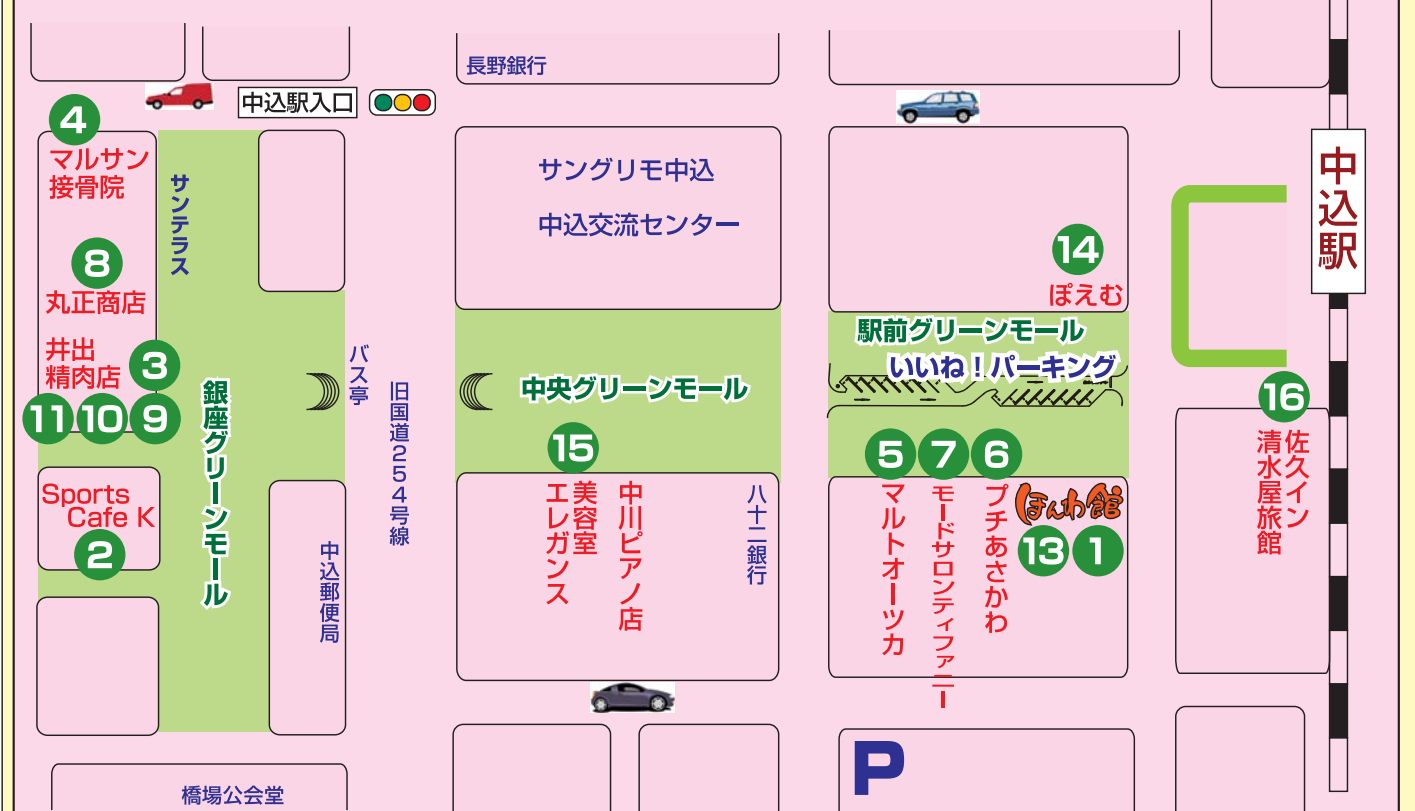 長野銀行
中込駅入口
4
マルサン
接骨院
サンテラス
8
丸正商店
井出
精肉店
3
11
10
9
銀座グリーンモール
Sports
Cafe K
2
バス亭
旧国道254号線
中込郵便局
橋場公会堂
サングリモ中込
中込交流センター
中央グリーンモール
15
美容室
エレガンス
中川ピアノ店
八十二銀行
14
ぽえむ
駅前グリーンモール
いいね！パーキング
5
7
6
マルトオーツカ
モードサロンティファニー
プチあさかわ
ほんわ館
13
1
P
中込駅
16
佐久イン
清水屋旅館